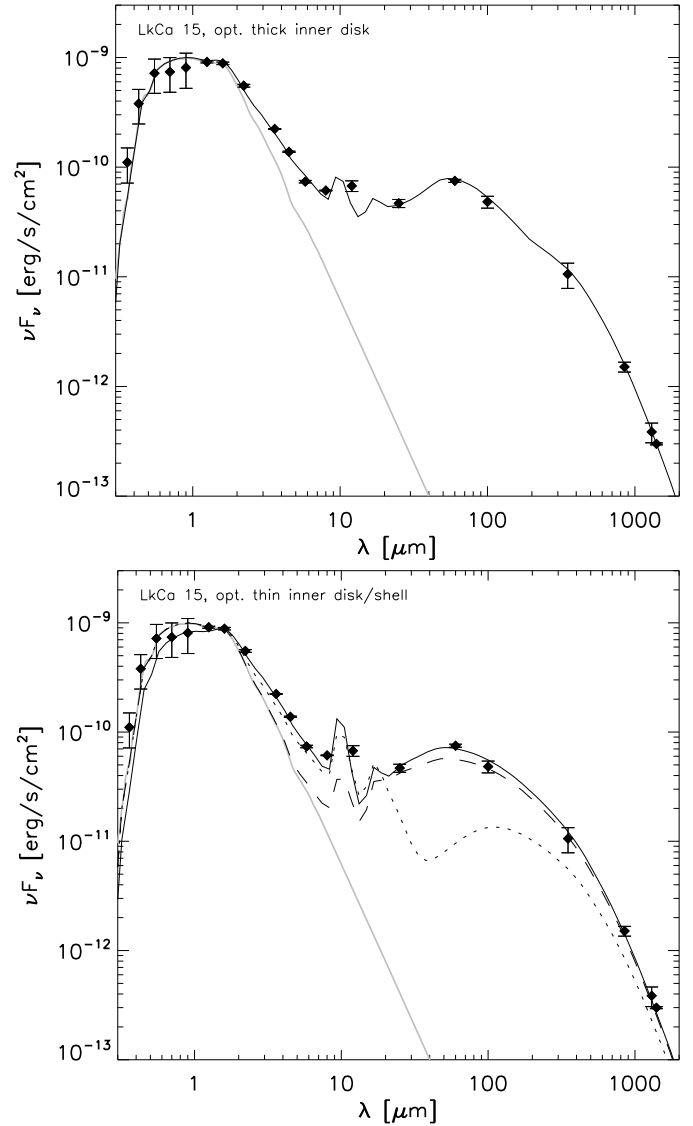 LkCa 15, opt. thick inner disk
νFν [erg/s/cm²]
10⁻⁹
10⁻¹⁰
10⁻¹¹
10⁻¹²
10⁻¹³
1 10 100 1000
λ [μm]
LkCa 15, opt. thin inner disk/shell
νFν [erg/s/cm²]
10⁻⁹
10⁻¹⁰
10⁻¹¹
10⁻¹²
10⁻¹³
1 10 100 1000
λ [μm]